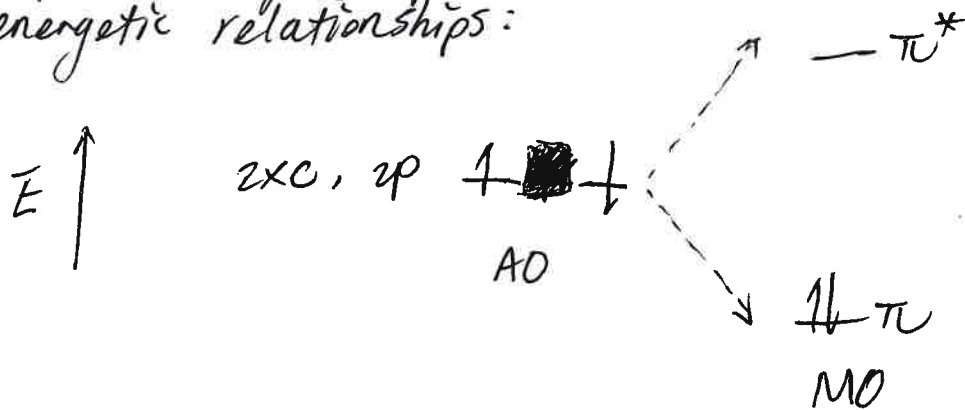 energetic relationships:
π*
E 2xC, 2p
AO
π
MO